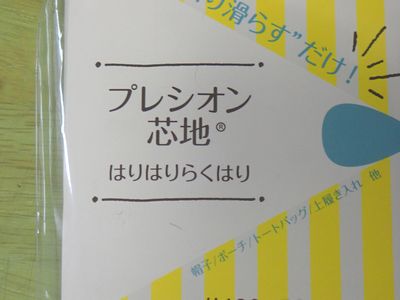 滑らす”だけ！
プレシオン
芯地®
はりはりらくはり
帽子/ポーチ/トートバッグ/上履き入れ 他